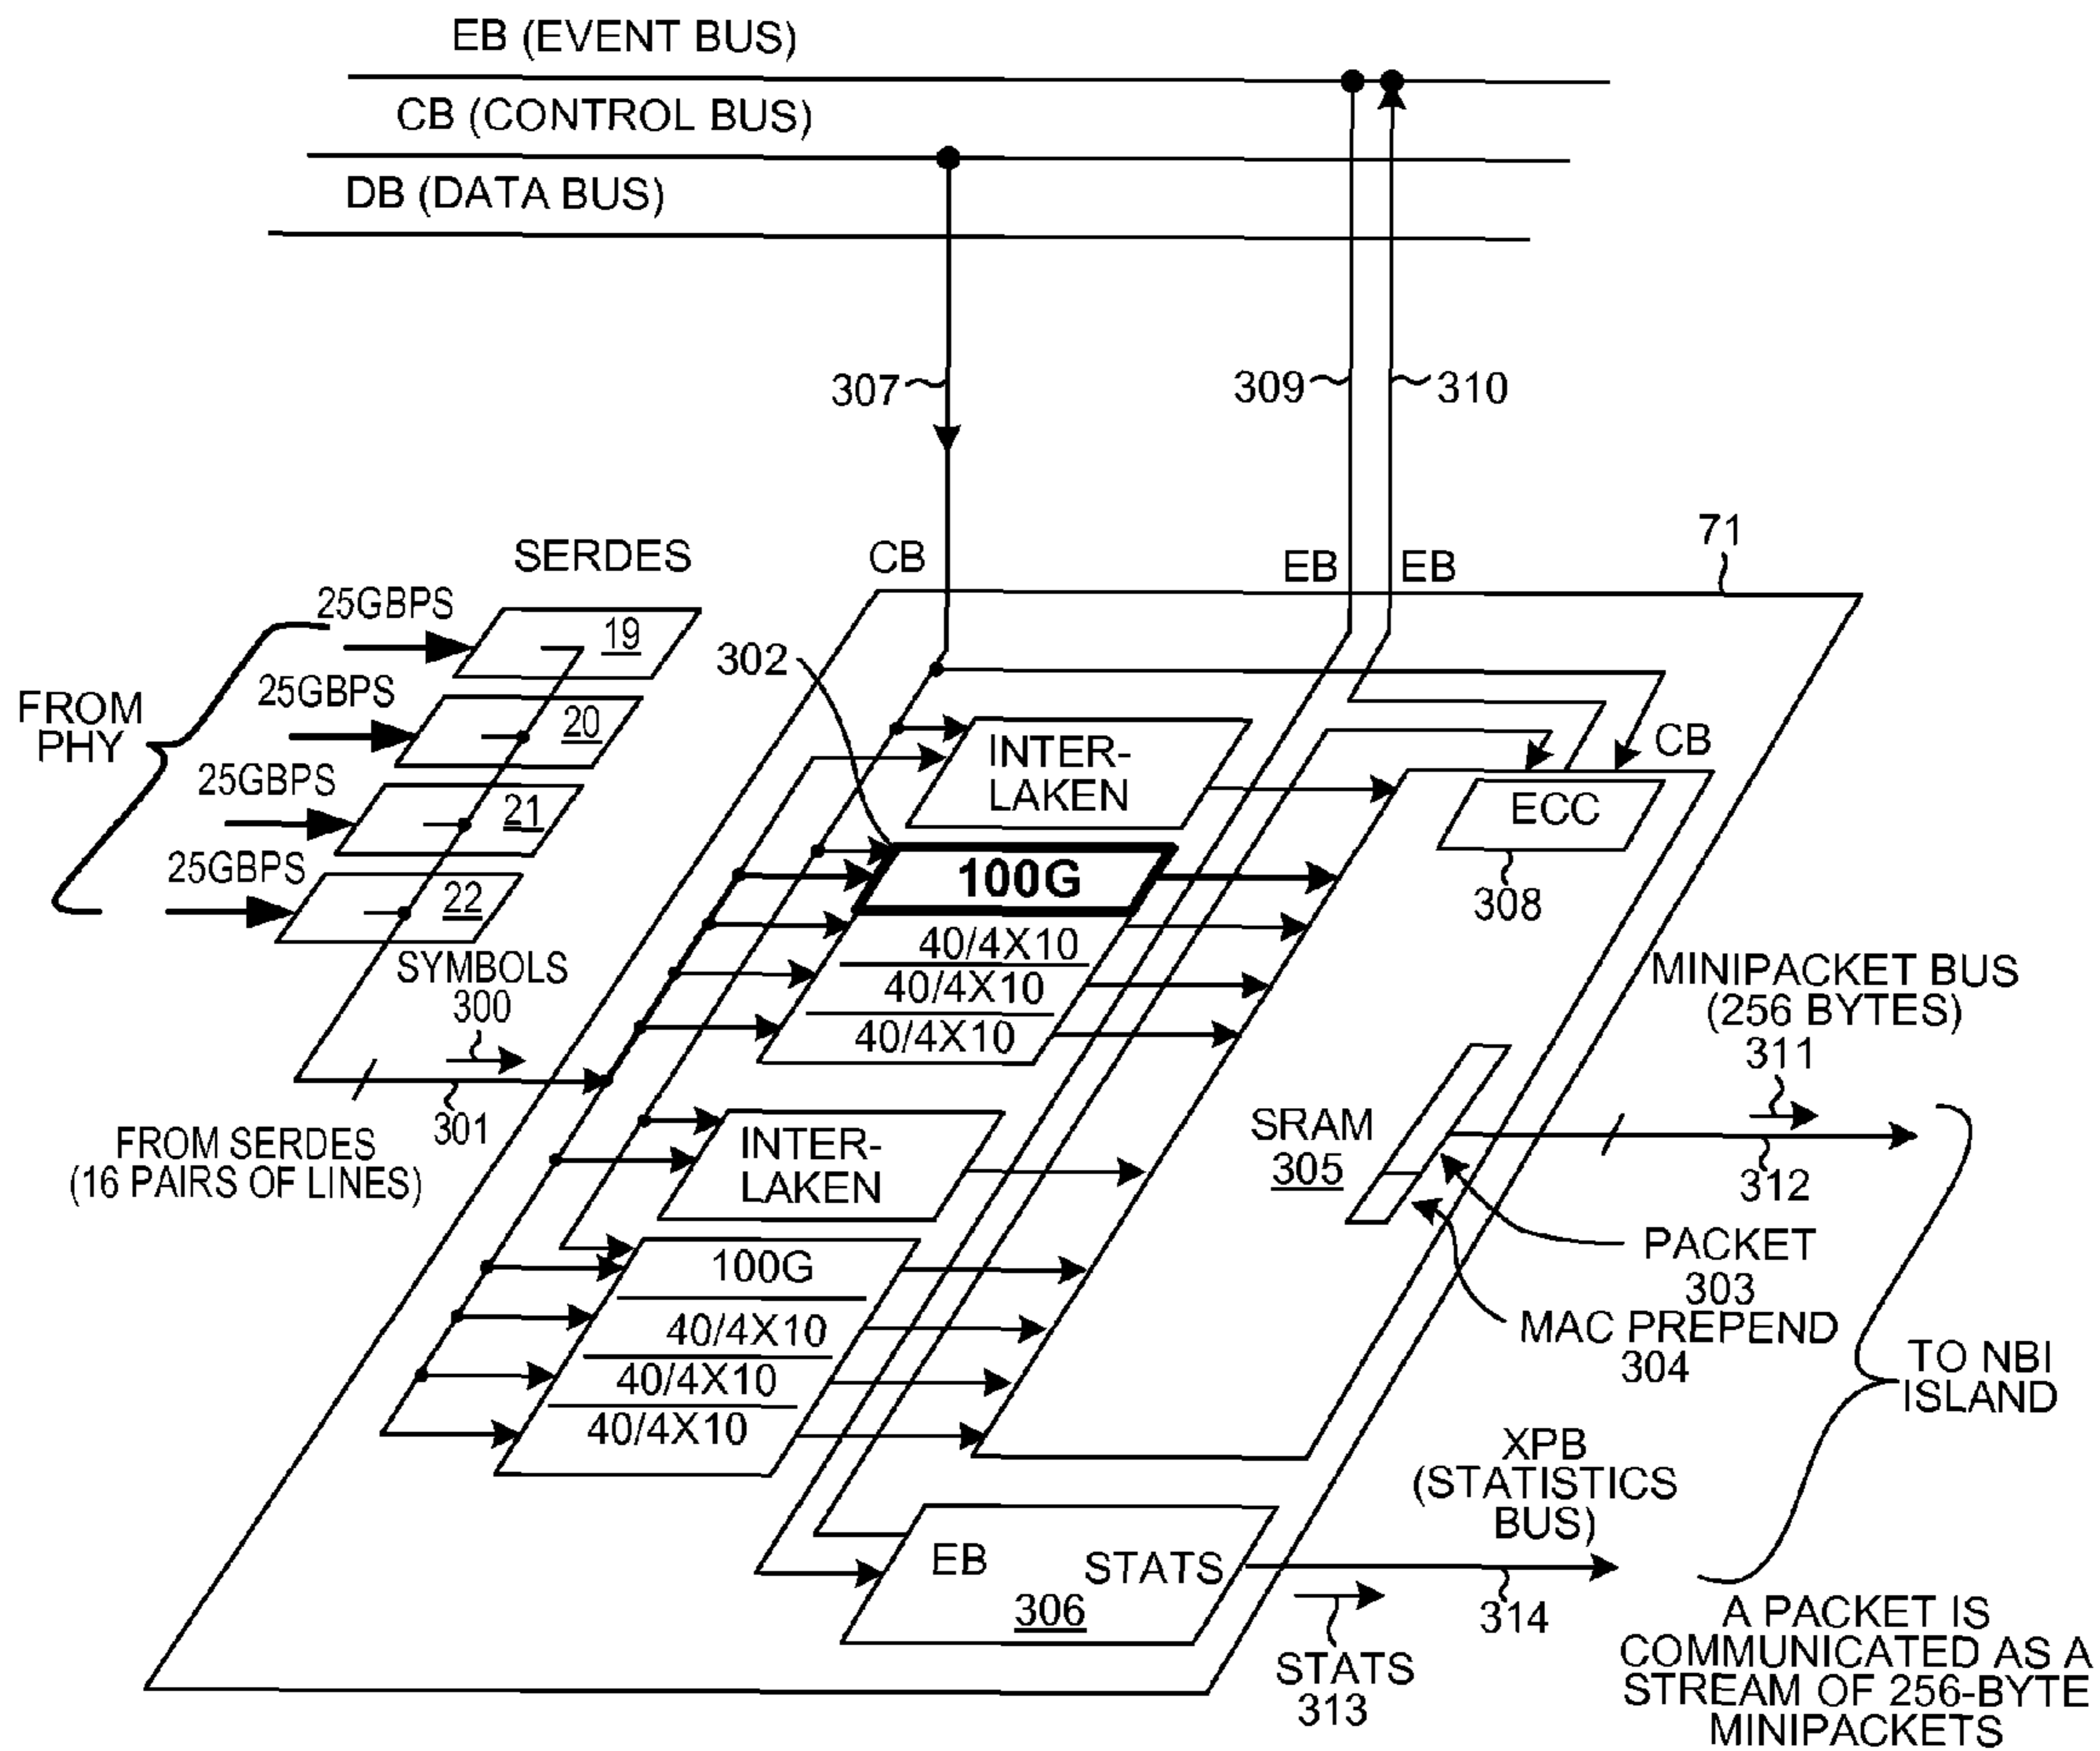 EB (EVENT BUS)
CB (CONTROL BUS)
DB (DATA BUS)
307
309
310
71
SERDES
CB
EB
EB
25GBPS
19
302
25GBPS
20
FROM
PHY
25GBPS
21
25GBPS
22
INTER-
LAKEN
CB
ECC
308
100G
40/4X10
40/4X10
40/4X10
SYMBOLS
300
301
FROM SERDES
(16 PAIRS OF LINES)
MINIPACKET BUS
(256 BYTES)
311
312
SRAM
305
INTER-
LAKEN
PACKET
303
MAC PREPEND
304
100G
40/4X10
40/4X10
40/4X10
TO NBI
ISLAND
XPB
(STATISTICS
BUS)
EB
STATS
306
314
STATS
313
A PACKET IS
COMMUNICATED AS A
STREAM OF 256-BYTE
MINIPACKETS